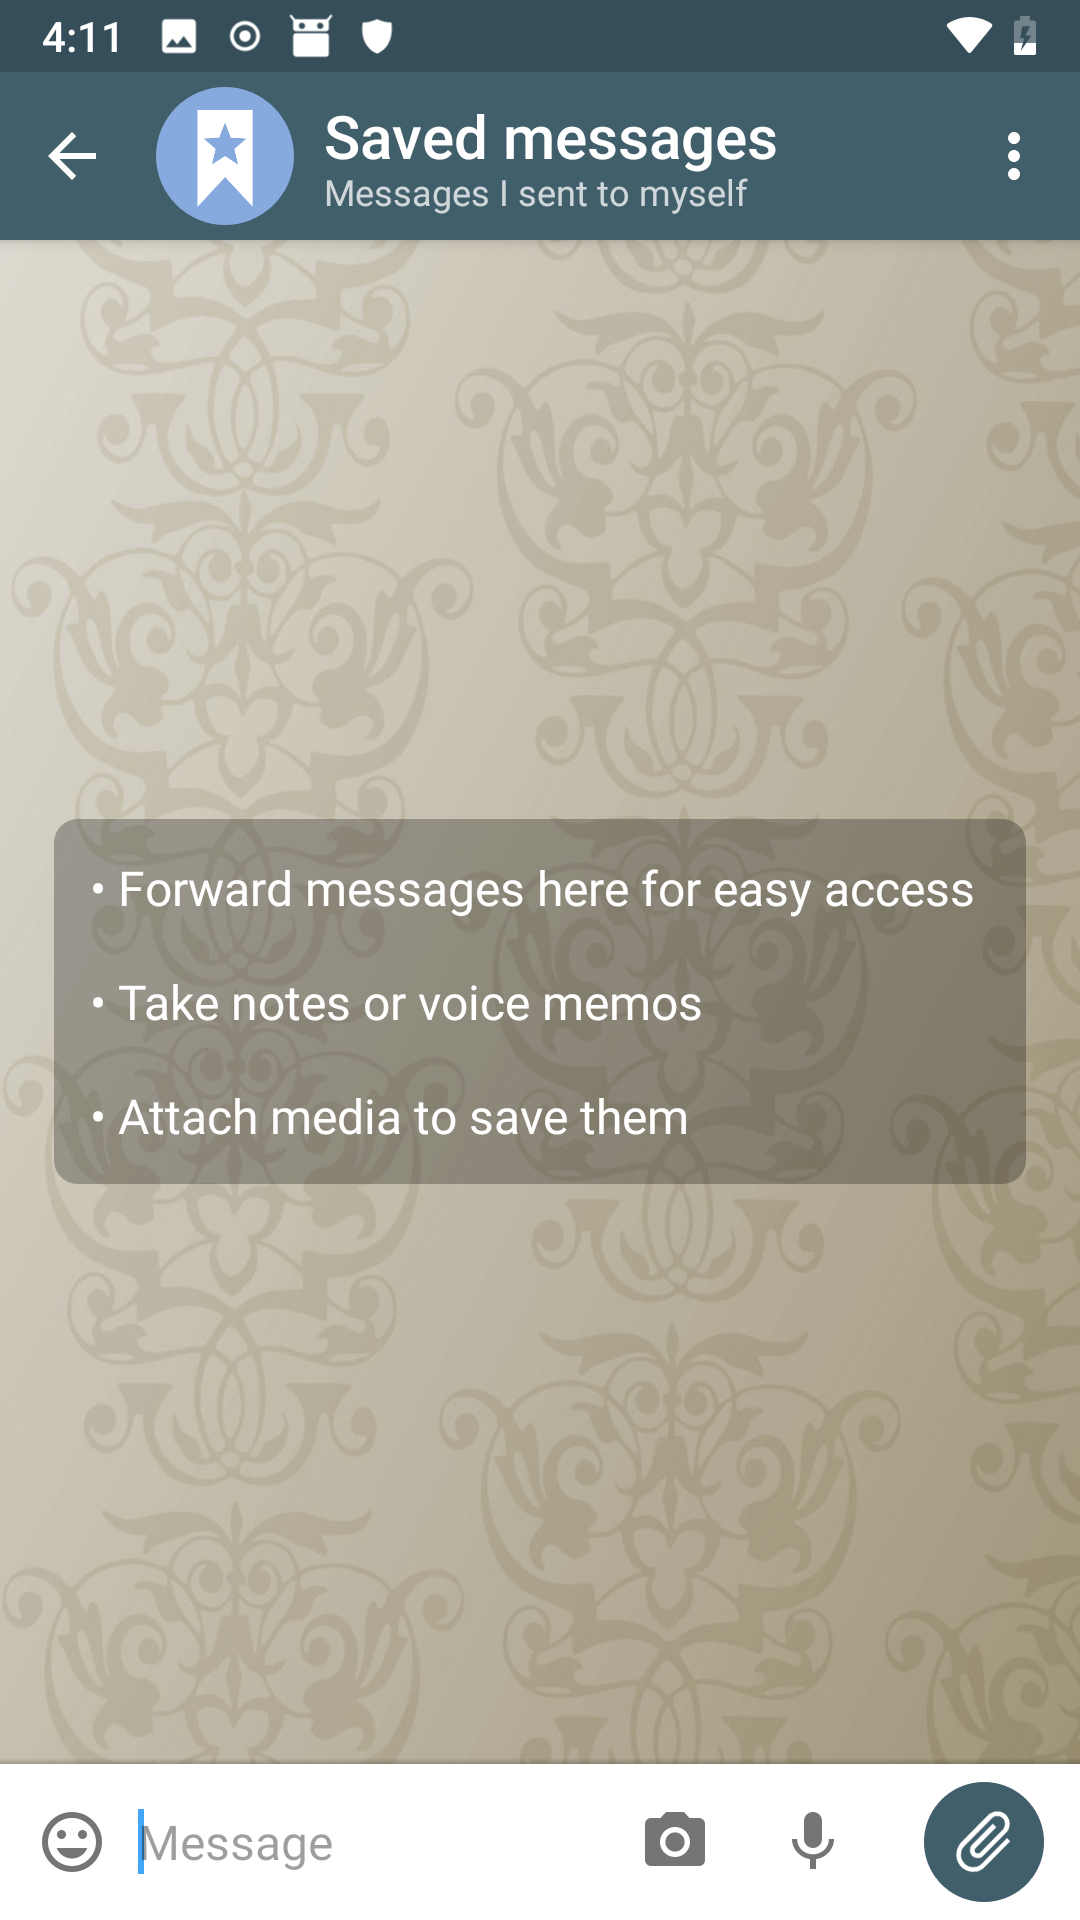 4:11
Saved messages
Messages I sent to myself
• Forward messages here for easy access
• Take notes or voice memos
• Attach media to save them
Message